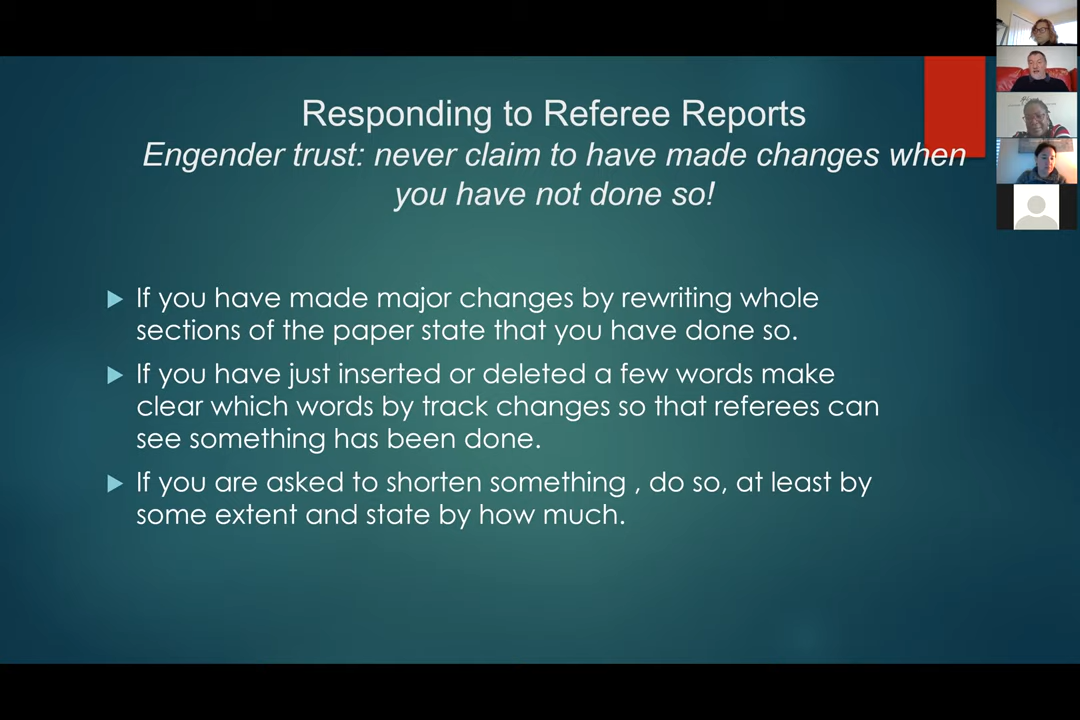 Responding to Referee Reports
Engender trust: never claim to have made changes when
you have not done so!
If you have made major changes by rewriting whole
sections of the paper state that you have done so.
If you have just inserted or deleted a few words make
clear which words by track changes so that referees can
see something has been done.
If you are asked to shorten something , do so, at least by
some extent and state by how much.